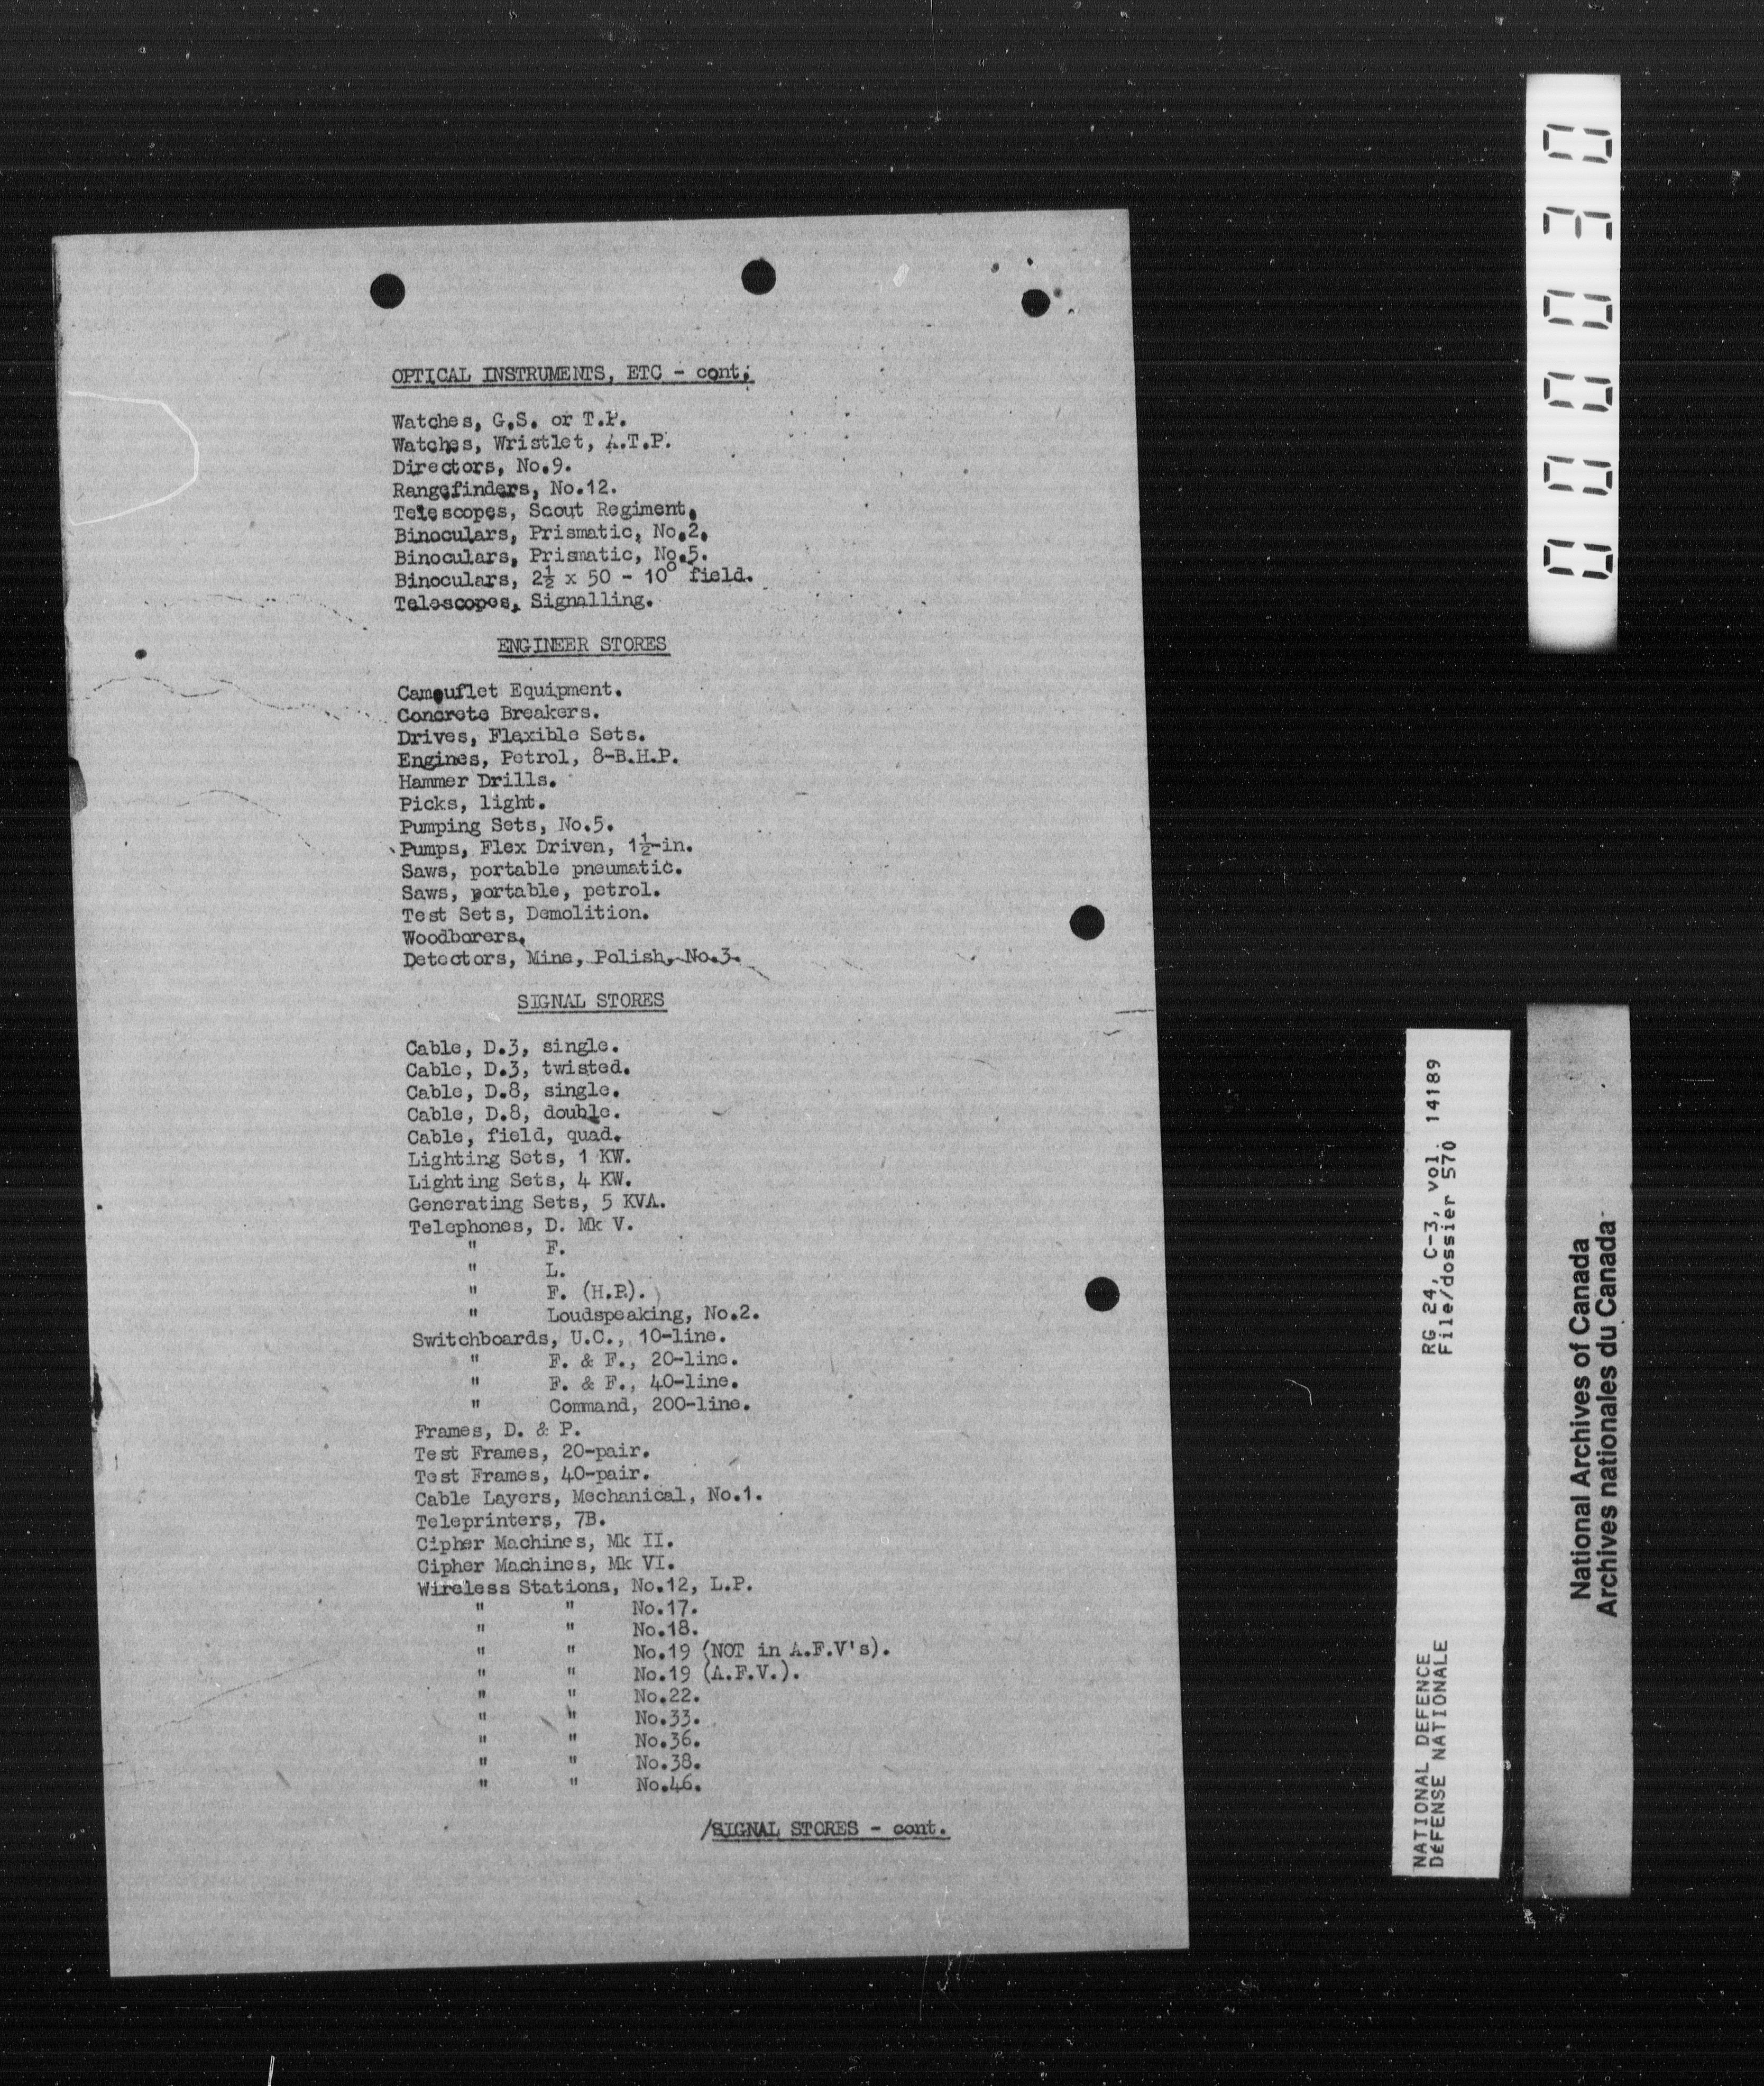 OPTICAL INSTRUMENTS, ETC - cont.
Watches, G.S. or T.P.
Watches, Wristlet, A.T.P.
Directors, No.9.
Rangefinders, No.12.
Telescopes, Scout Regiment.
Binoculars, Prismatic, No.2.
Binoculars, Prismatic, No.5.
Binoculars, 2½ x 50 - 10° field.
Telescopes, Signalling.
ENGINEER STORES
Camouflet Equipment.
Concrete Breakers.
Drives, Flexible Sets.
Engines, Petrol, 8-B.H.P.
Hammer Drills.
Picks, light.
Pumping Sets, No.5.
Pumps, Flex Driven, 1½-in.
Saws, portable pneumatic.
Saws, portable, petrol.
Test Sets, Demolition.
Woodborers.
Detectors, Mine, Polish, No.3.
SIGNAL STORES
Cable, D.3, single.
Cable, D.3, twisted.
Cable, D.8, single.
Cable, D.8, double.
Cable, field, quad.
Lighting Sets, 1 KW.
Lighting Sets, 4 KW.
Generating Sets, 5 KVA.
Telephones, D. Mk V.
" F.
" L.
" F. (H.P.).
" Loudspeaking, No.2.
Switchboards, U.C., 10-line.
" F. & F., 20-line.
" F. & F., 40-line.
" Command, 200-line.
Frames, D. & P.
Test Frames, 20-pair.
Test Frames, 40-pair.
Cable Layers, Mechanical, No.1.
Teleprinters, 7B.
Cipher Machines, Mk II.
Cipher Machines, Mk VI.
Wireless Stations, No.12, L.P.
" " No.17.
" " No.18.
" " No.19 (NOT in A.F.V's).
" " No.19 (A.F.V.).
" " No.22.
" " No.33.
" " No.36.
" " No.38.
" " No.46.
/SIGNAL STORES - cont.
000030
NATIONAL DEFENCE RG 24, C-3, vol. 14189
DÉFENSE NATIONALE File/dossier 570
National Archives of Canada
Archives nationales du Canada